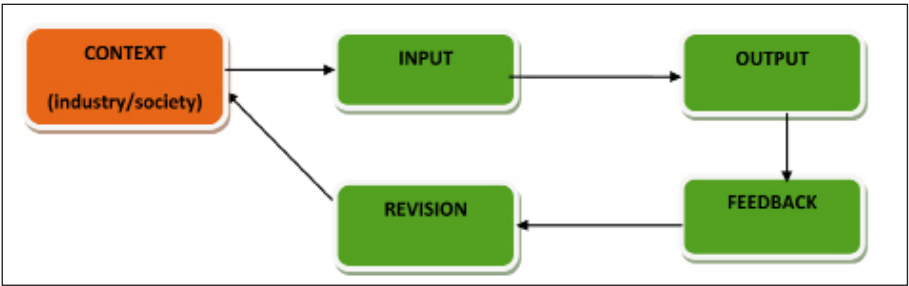 CONTEXT
(industry/society)
INPUT
OUTPUT
REVISION
FEEDBACK